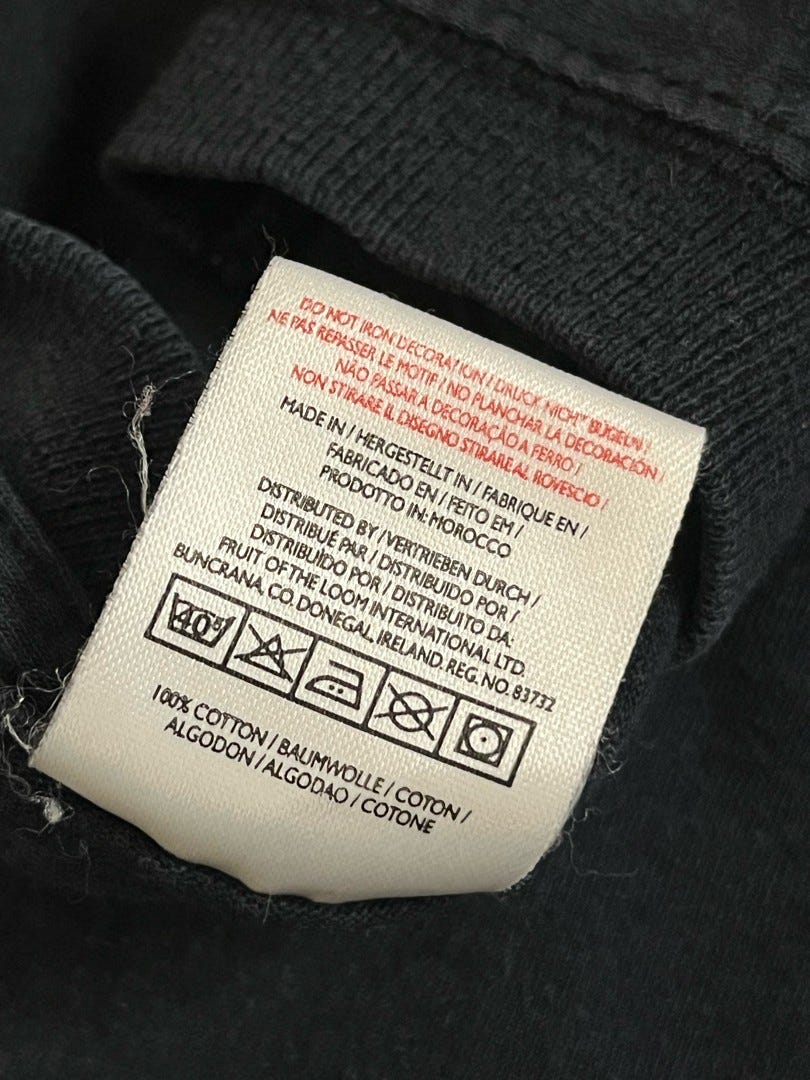 DO NOT IRON DECORATION / DRUCK NICHT BÜGELN /
NE PAS REPASSER LE MOTIF / NO PLANCHAR LA DECORACIÓN /
NÃO PASSAR A DECORAÇÃO A FERRO /
NON STIRARE IL DISEGNO STIRARE AL ROVESCIO /
MADE IN / HERGESTELLT IN / FABRIQUE EN /
FABRICADO EN / FEITO EM /
PRODOTTO IN: MOROCCO
DISTRIBUTED BY / VERTRIEBEN DURCH /
DISTRIBUÉ PAR / DISTRIBUIDO POR /
DISTRIBUÍDO POR / DISTRIBUITO DA.
FRUIT OF THE LOOM INTERNATIONAL LTD.
BUNCRANA, CO. DONEGAL, IRELAND. REG. NO. 83732
40°
100% COTTON / BAUMWOLLE / COTON /
ALGODON / ALGODAO / COTONE